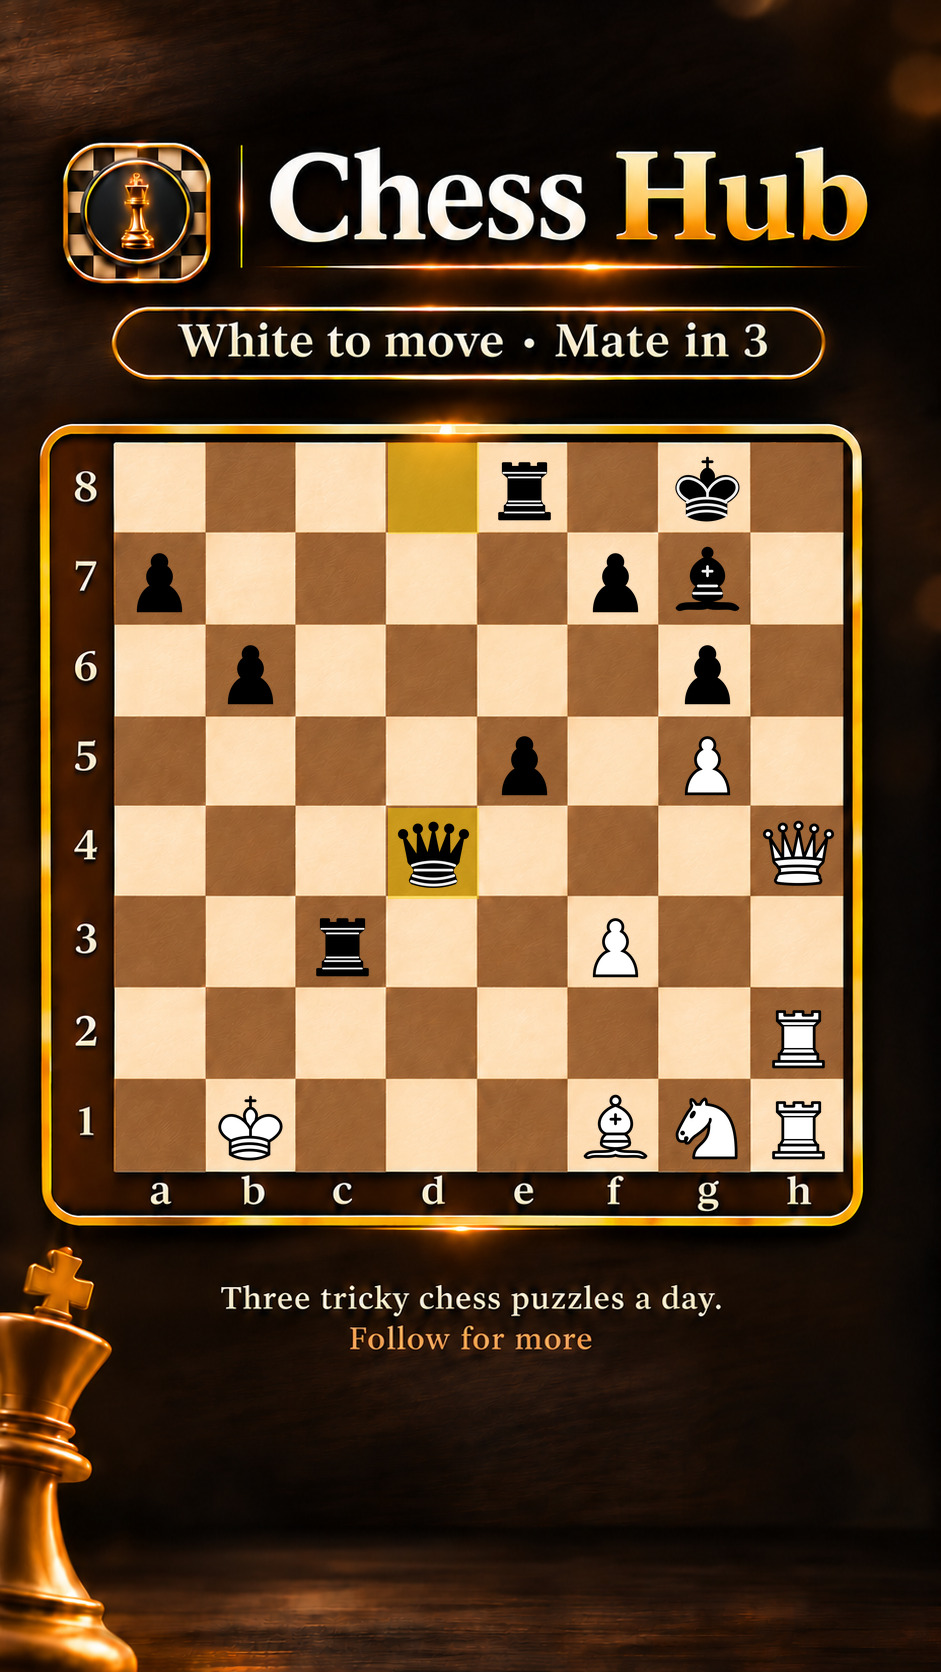 Chess Hub
White to move • Mate in 3
8
7
6
5
4
3
2
1
a b c d e f g h
Three tricky chess puzzles a day.
Follow for more